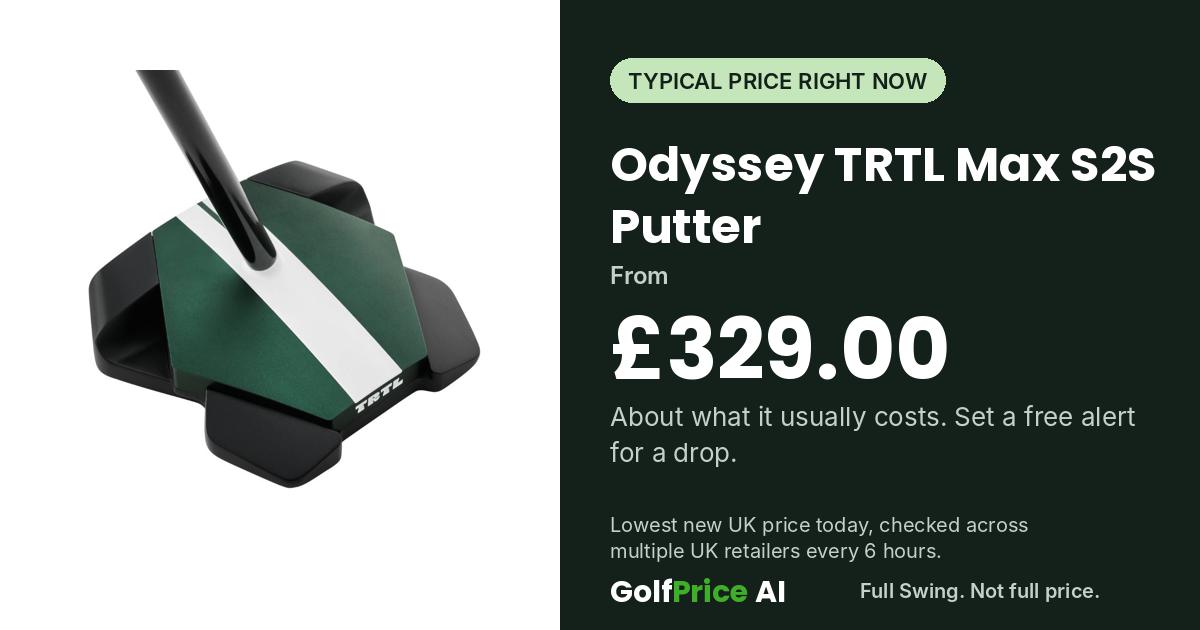 TYPICAL PRICE RIGHT NOW
Odyssey TRTL Max S2S
Putter
From
£329.00
About what it usually costs. Set a free alert
for a drop.
Lowest new UK price today, checked across
multiple UK retailers every 6 hours.
GolfPrice AI
Full Swing. Not full price.
TRTL